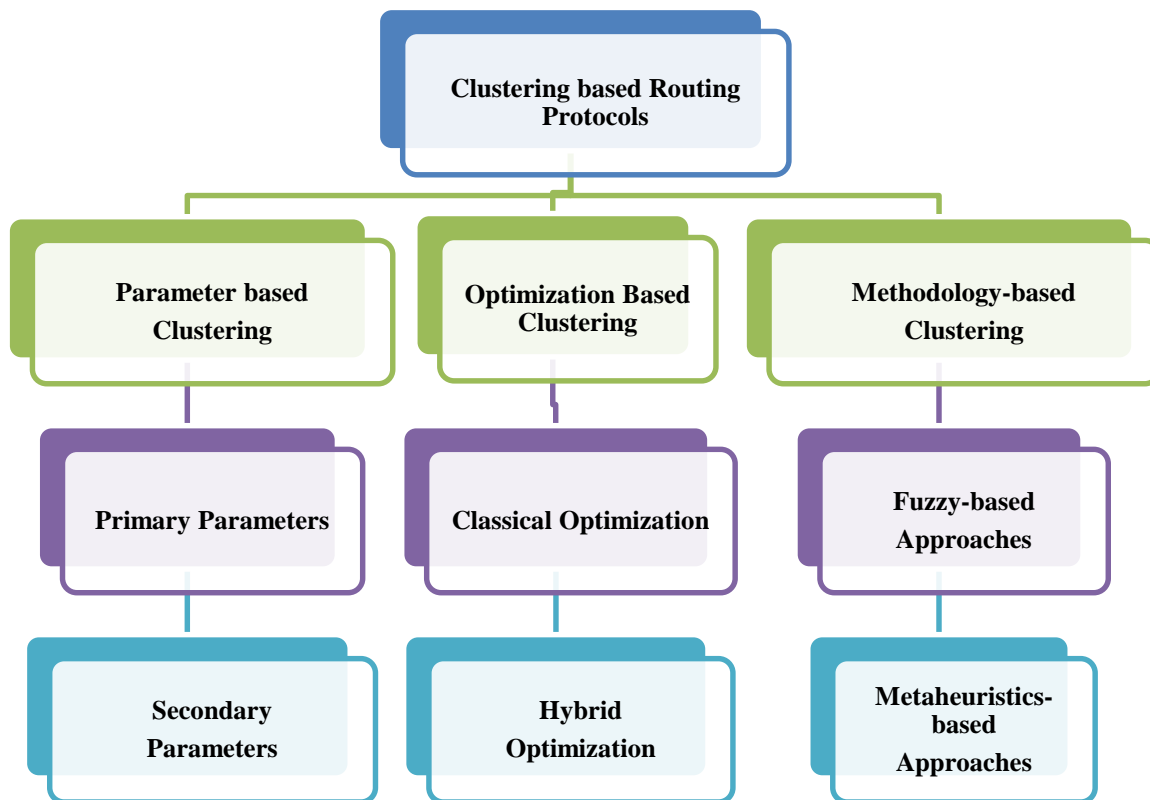 Clustering based Routing
Protocols
Parameter based
Clustering
Optimization Based
Clustering
Methodology-based
Clustering
Primary Parameters
Classical Optimization
Fuzzy-based
Approaches
Secondary
Parameters
Hybrid
Optimization
Metaheuristics-
based
Approaches